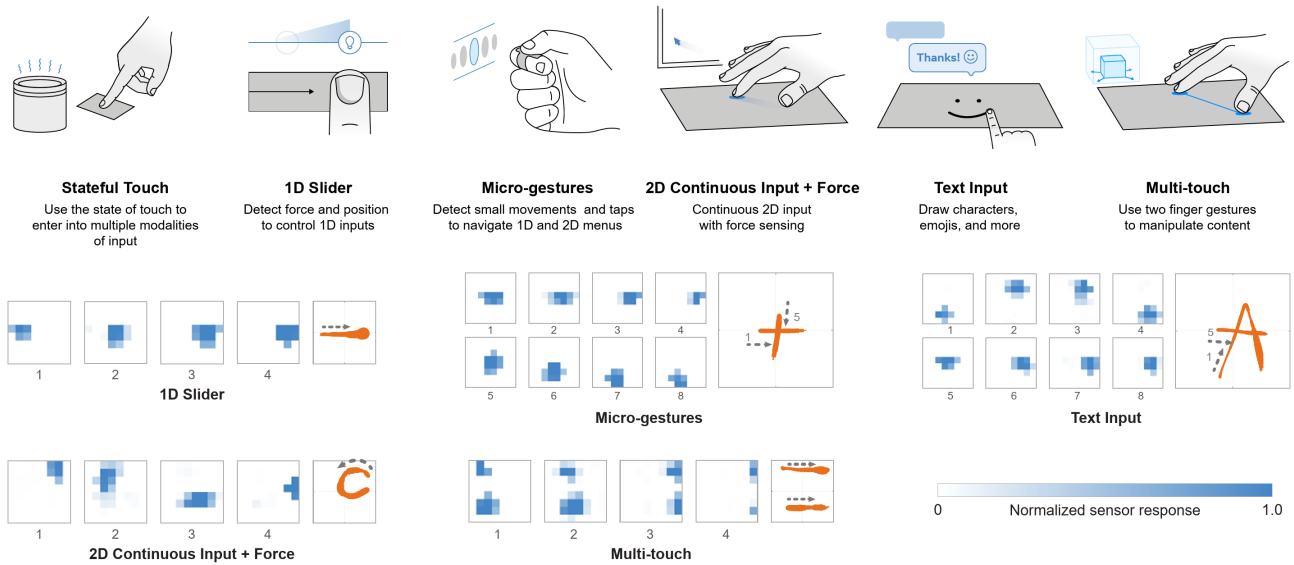 Thanks!
Stateful Touch
Use the state of touch to
enter into multiple modalities
of input
1D Slider
Detect force and position
to control 1D inputs
Micro-gestures
Detect small movements and taps
to navigate 1D and 2D menus
2D Continuous Input + Force
Continuous 2D input
with force sensing
Text Input
Draw characters,
emojis, and more
Multi-touch
Use two finger gestures
to manipulate content
1 2 3 4
1D Slider
1 2 3 4
5 6 7 8
1 5
Micro-gestures
1 2 3 4
5 6 7 8
5
1
A
Text Input
1 2 3 4
C
2D Continuous Input + Force
1 2 3 4
Multi-touch
0 Normalized sensor response 1.0